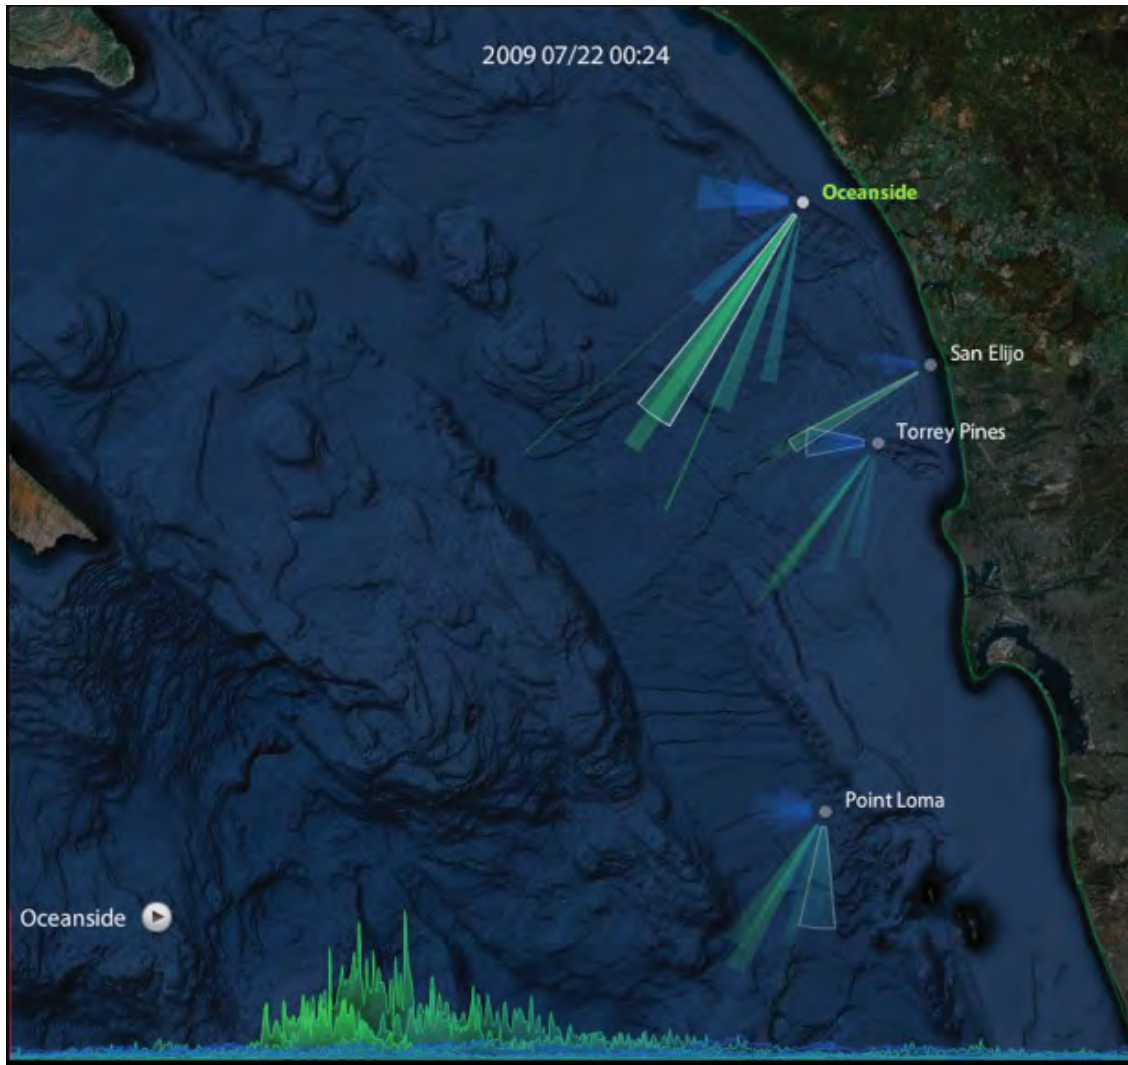 2009 07/22 00:24
Oceanside
San Elijo
Torrey Pines
Point Loma
Oceanside